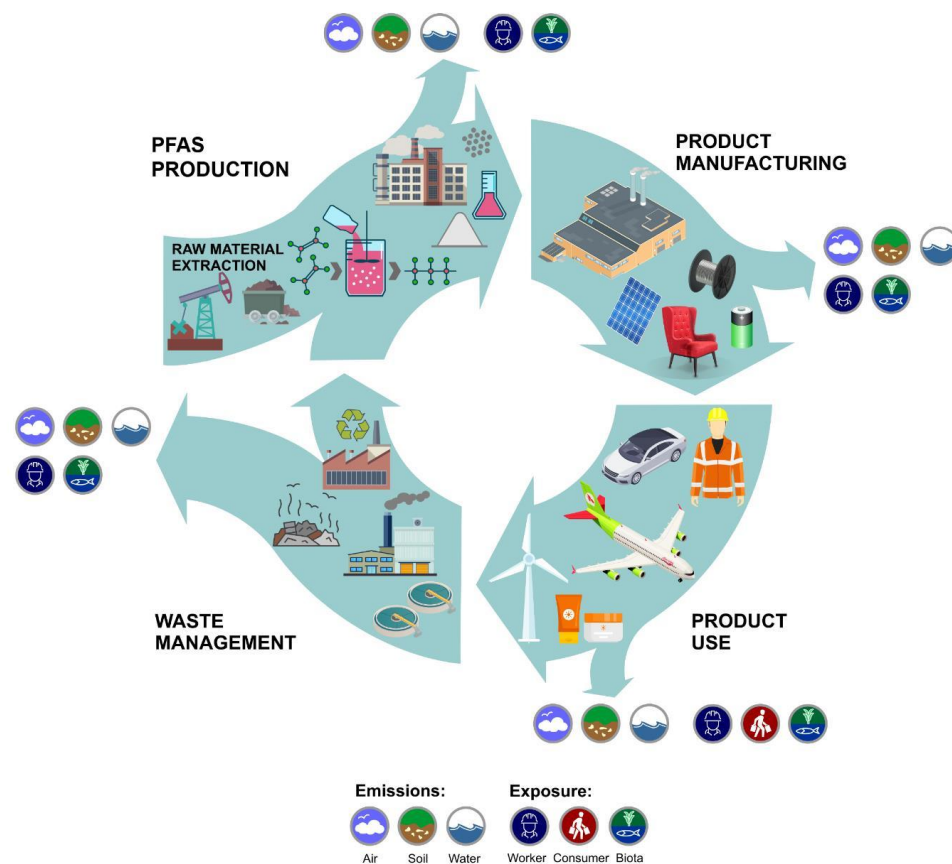 PFAS
PRODUCTION
PRODUCT
MANUFACTURING
RAW MATERIAL
EXTRACTION
WASTE
MANAGEMENT
PRODUCT
USE
Emissions:
Exposure:
Air
Soil
Water
Worker
Consumer
Biota